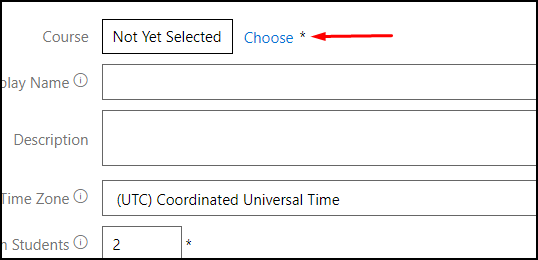 Course Not Yet Selected Choose *
play Name
Description
Time Zone (UTC) Coordinated Universal Time
n Students 2 *